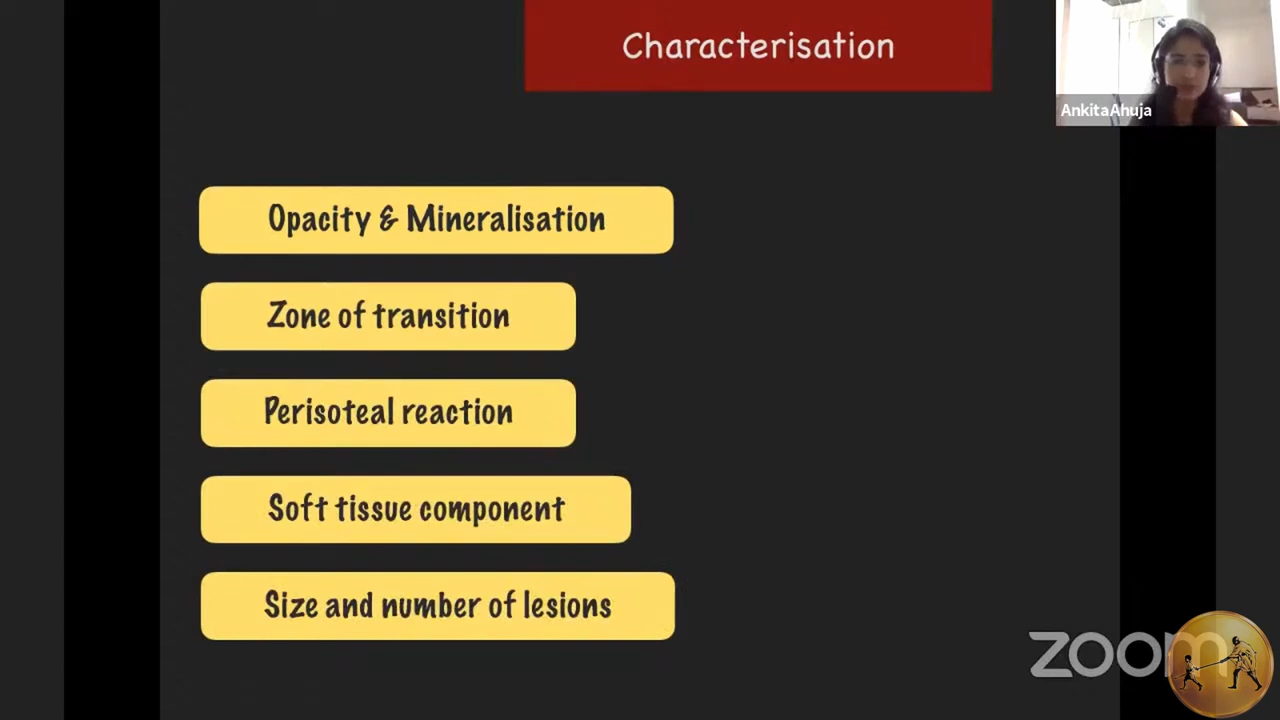 Characterisation
AnkitaAhuja
Opacity & Mineralisation
Zone of transition
Perisoteal reaction
Soft tissue component
Size and number of lesions
zoom